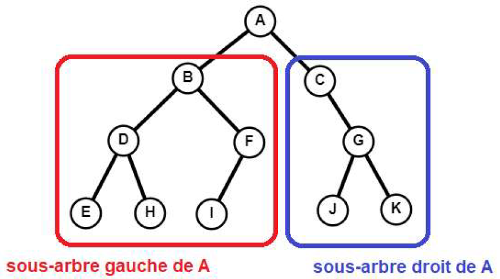 A
B C
D F G
E H I J K
sous-arbre gauche de A sous-arbre droit de A